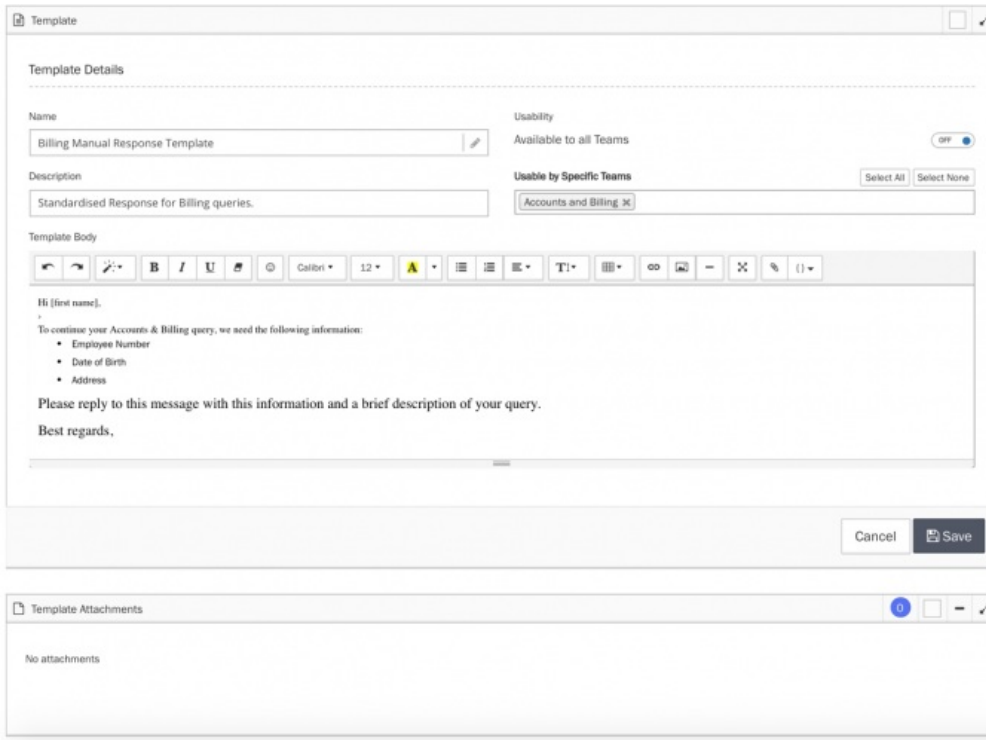 Template
Template Details
Name
Billing Manual Response Template
Usability
Available to all Teams
OFF
Description
Standardised Response for Billing queries.
Usable by Specific Teams
Select All Select None
Accounts and Billing ×
Template Body
B I U Calibri 12 A T {}
Hi [first name],
,
To continue your Accounts & Billing query, we need the following information:
• Employee Number
• Date of Birth
• Address
Please reply to this message with this information and a brief description of your query.
Best regards,
Cancel Save
Template Attachments 0
No attachments